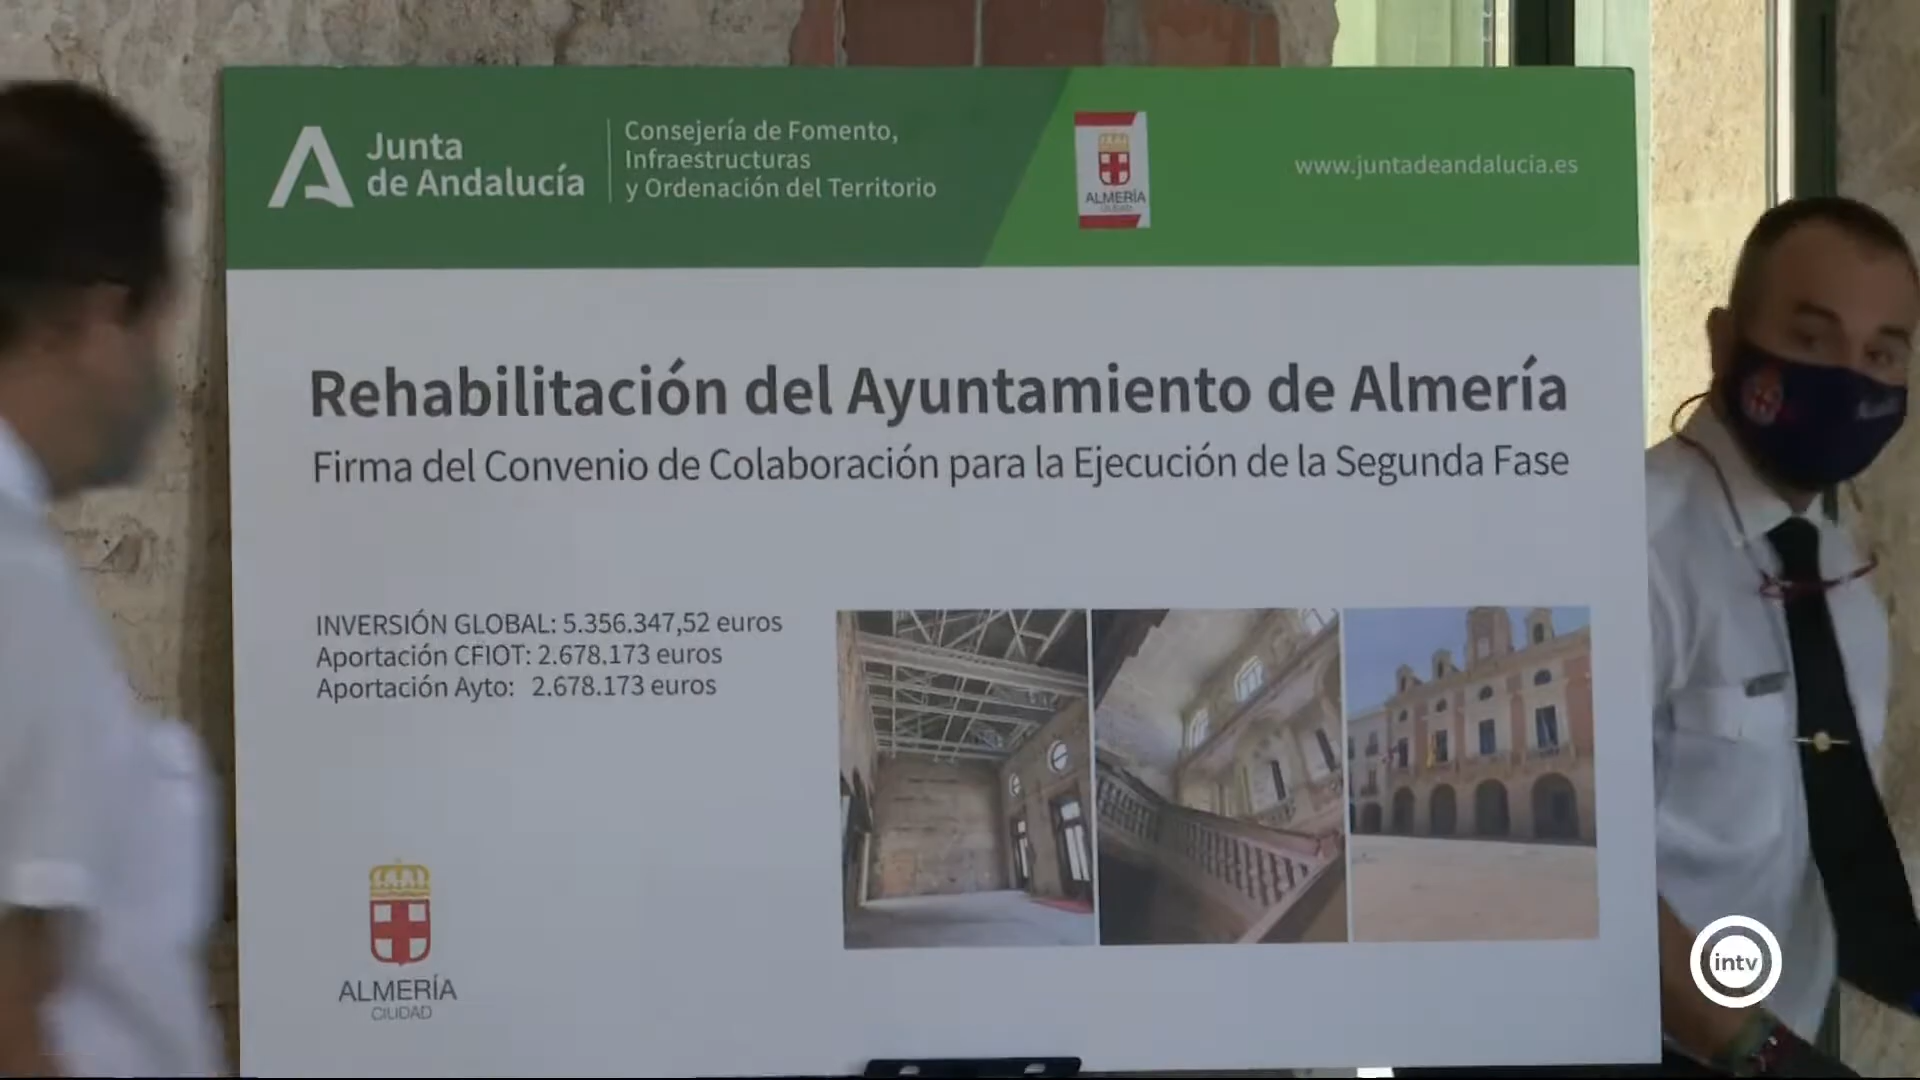 Junta
de Andalucía
Consejería de Fomento,
Infraestructuras
y Ordenación del Territorio
ALMERÍA
CIUDAD
www.juntadeandalucia.es
Rehabilitación del Ayuntamiento de Almería
Firma del Convenio de Colaboración para la Ejecución de la Segunda Fase
INVERSIÓN GLOBAL: 5.356.347,52 euros
Aportación CFIOT: 2.678.173 euros
Aportación Ayto: 2.678.173 euros
ALMERÍA
CIUDAD
intv